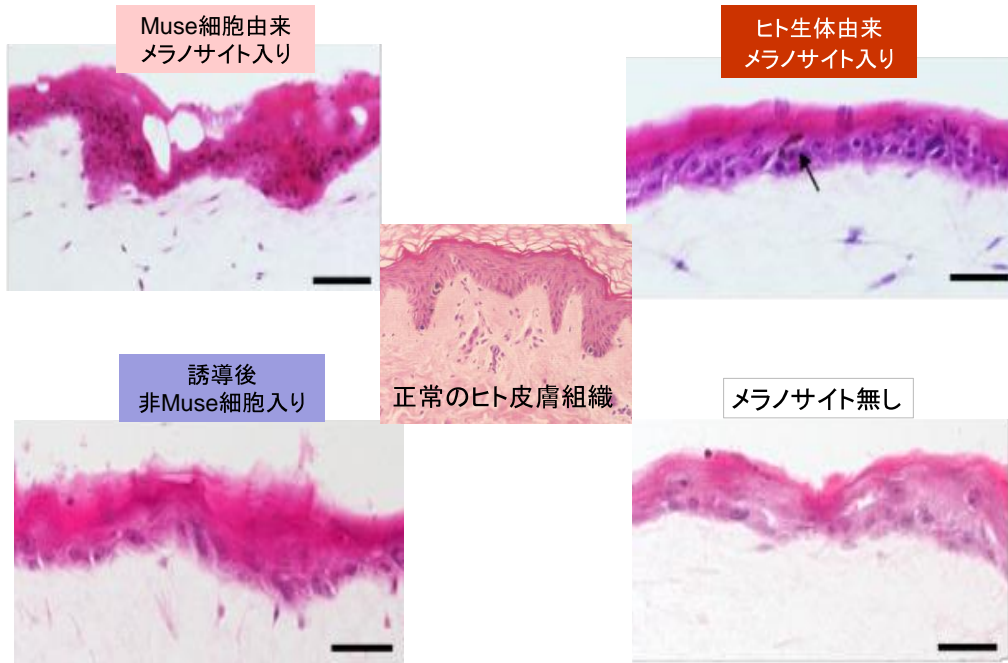 Muse細胞由来
メラノサイト入り
ヒト生体由来
メラノサイト入り
正常のヒト皮膚組織
誘導後
非Muse細胞入り
メラノサイト無し